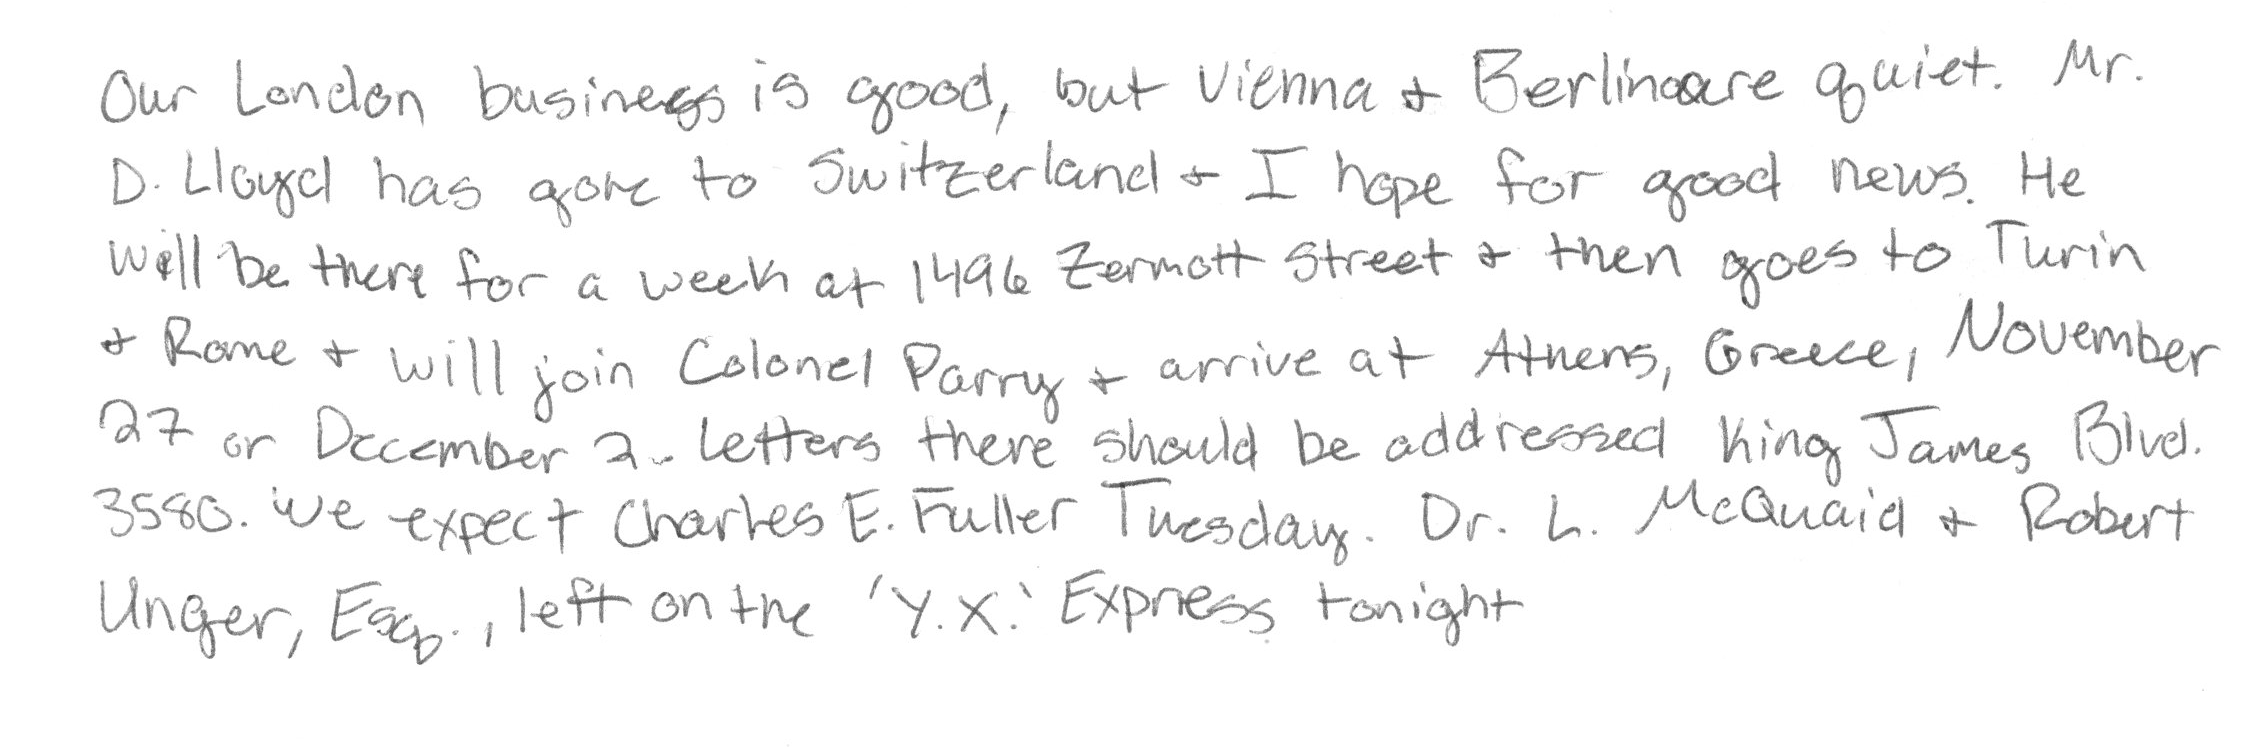 Our London business is good, but Vienna + Berlin are quiet. Mr.
D. Lloyd has gone to Switzerland + I hope for good news. He
will be there for a week at 1496 Zermott Street + then goes to Turin
+ Rome + will join Colonel Parry + arrive at Athens, Greece, November
27 or December 2. Letters there should be addressed King James Blvd.
3580. We expect Charles E. Fuller Tuesday. Dr. L. McQuaid + Robert
Unger, Esq., left on the 'Y.X.' Express tonight